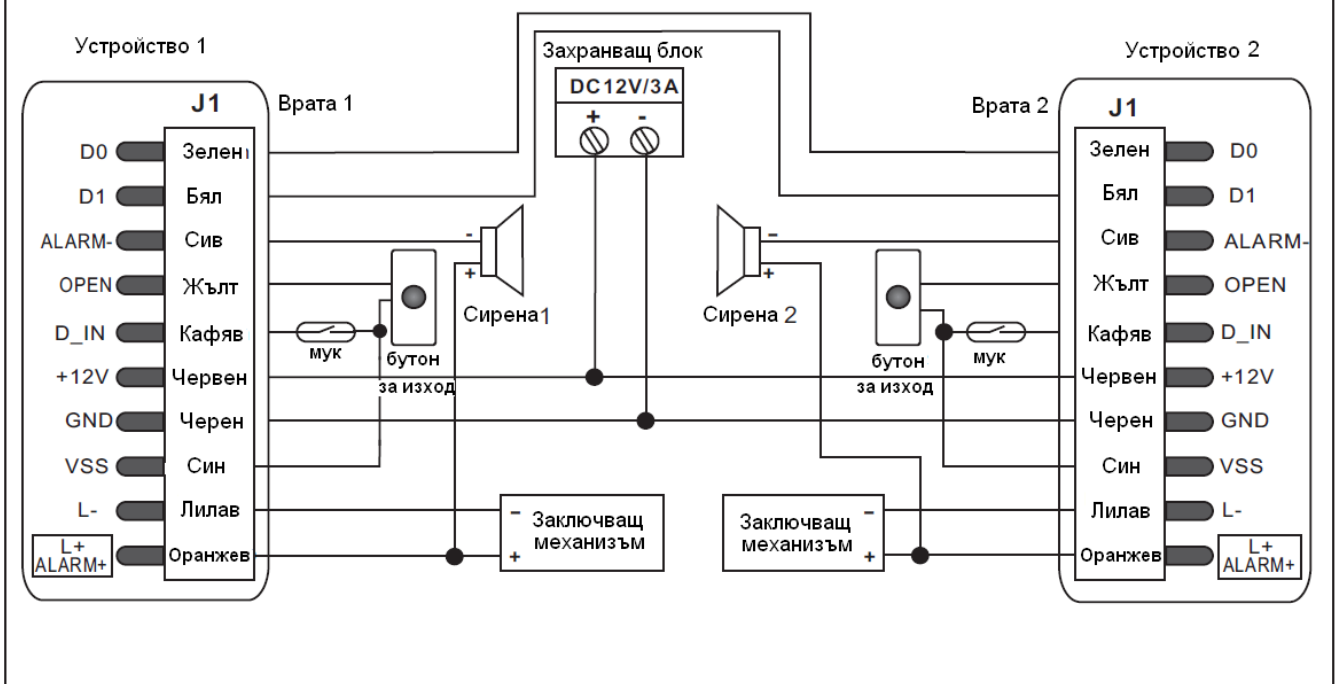 Устройство 1
Захранващ блок
Устройство 2
DC12V/3A
+ -
J1
Врата 1
Врата 2
J1
D0 Зелен
D1 Бял
ALARM- Сив
OPEN Жълт
D_IN Кафяв
+12V Червен
GND Черен
VSS Син
L- Лилав
L+
ALARM+
Оранжев
-
+
Сирена1
мук
бутон
за изход
-
+
Заключващ
механизъм
-
+
Сирена 2
бутон
за изход
мук
-
+
Заключващ
механизъм
Зелен D0
Бял D1
Сив ALARM-
Жълт OPEN
Кафяв D_IN
Червен +12V
Черен GND
Син VSS
Лилав L-
Оранжев
L+
ALARM+